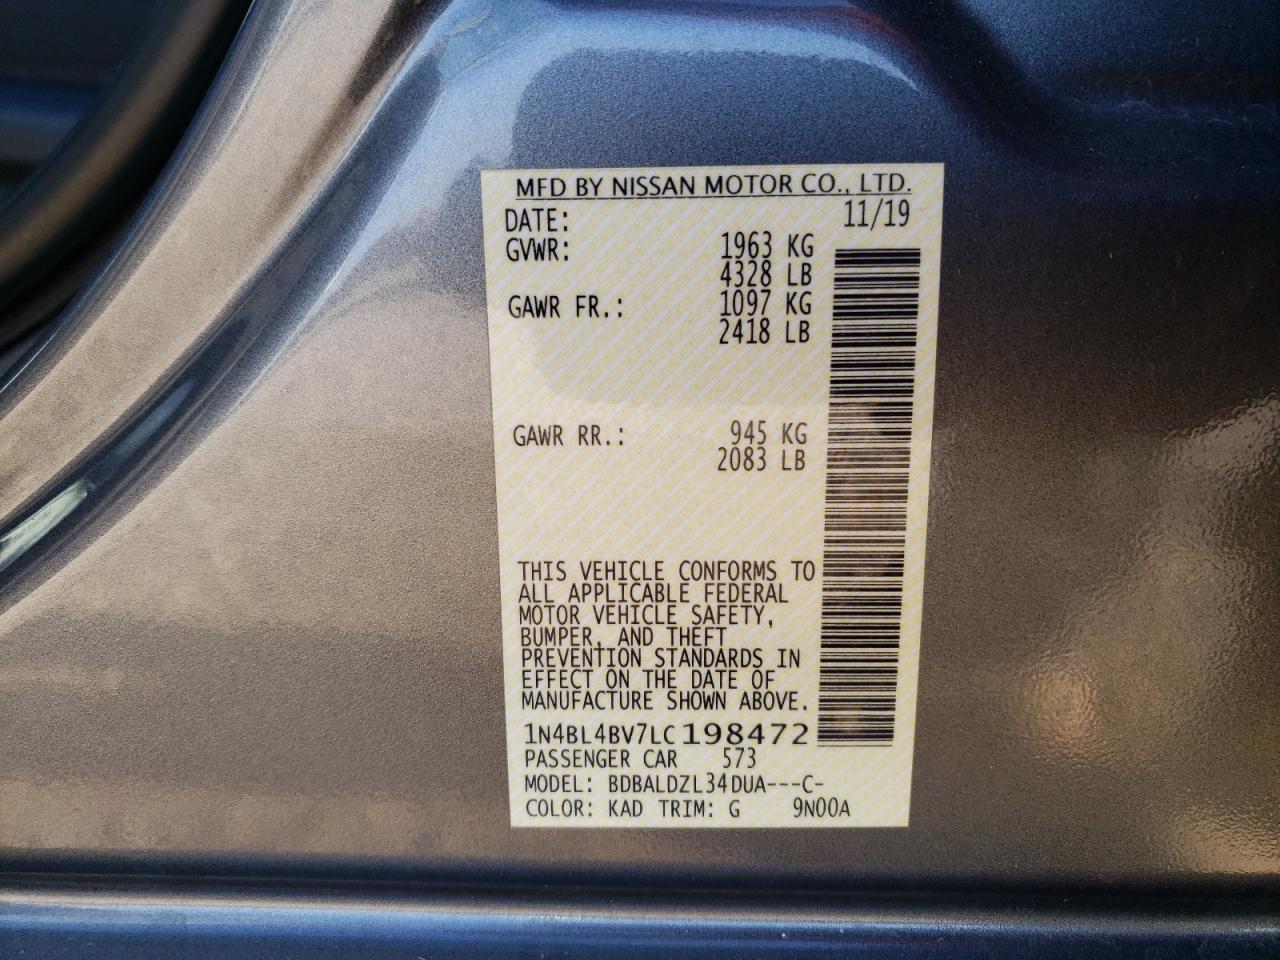 MFD BY NISSAN MOTOR CO., LTD.
DATE: 11/19
GVWR: 1963 KG
4328 LB
GAWR FR.: 1097 KG
2418 LB
GAWR RR.: 945 KG
2083 LB
THIS VEHICLE CONFORMS TO
ALL APPLICABLE FEDERAL
MOTOR VEHICLE SAFETY,
BUMPER, AND THEFT
PREVENTION STANDARDS IN
EFFECT ON THE DATE OF
MANUFACTURE SHOWN ABOVE.
1N4BL4BV7LC198472
PASSENGER CAR 573
MODEL: BDBALDZL34DUA---C-
COLOR: KAD TRIM: G 9N00A